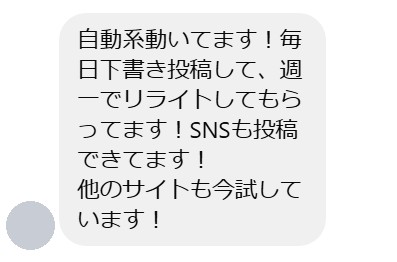 自動系動いてます！毎
日下書き投稿して、週
一でリライトしてもら
ってます！SNSも投稿
できてます！
他のサイトも今試して
います！